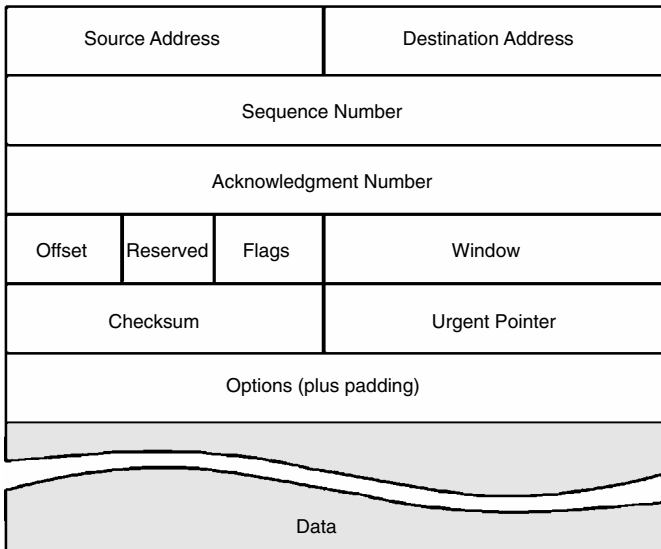 Source Address Destination Address
Sequence Number
Acknowledgment Number
Offset Reserved Flags Window
Checksum Urgent Pointer
Options (plus padding)
Data